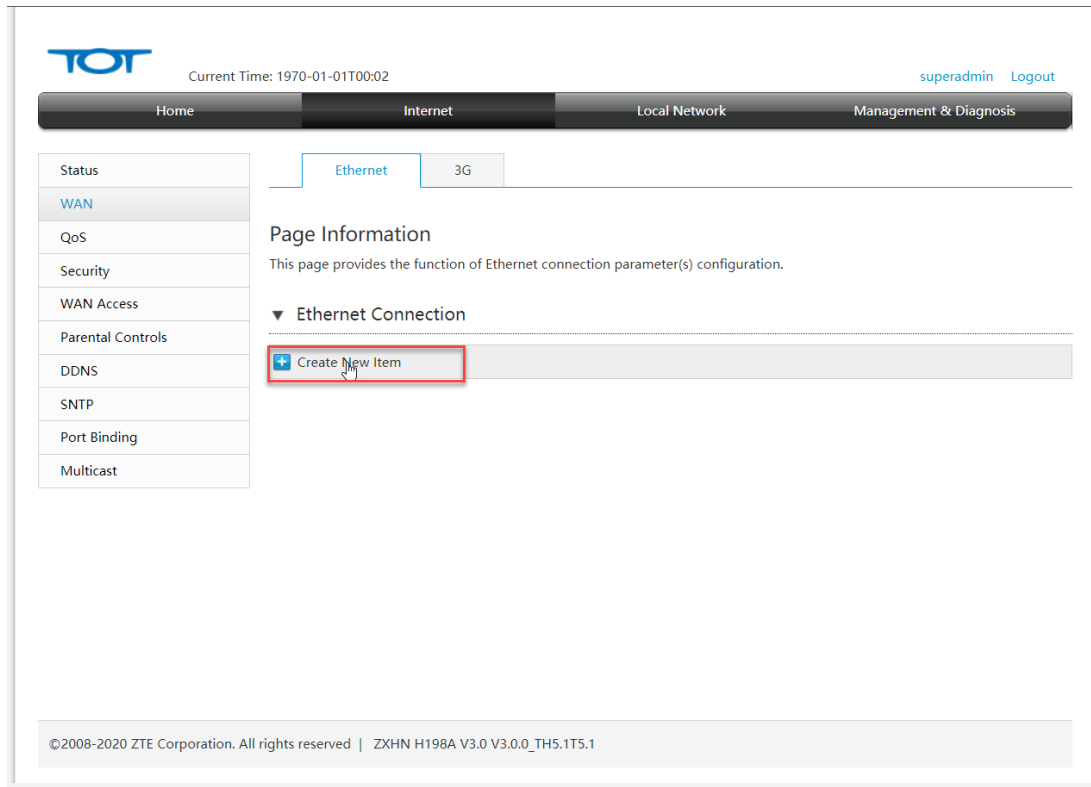 TOT
Current Time: 1970-01-01T00:02
superadmin Logout
Home Internet Local Network Management & Diagnosis
Status
WAN
QoS
Security
WAN Access
Parental Controls
DDNS
SNTP
Port Binding
Multicast
Ethernet 3G
Page Information
This page provides the function of Ethernet connection parameter(s) configuration.
Ethernet Connection
Create New Item
©2008-2020 ZTE Corporation. All rights reserved | ZXHN H198A V3.0 V3.0.0_TH5.1T5.1